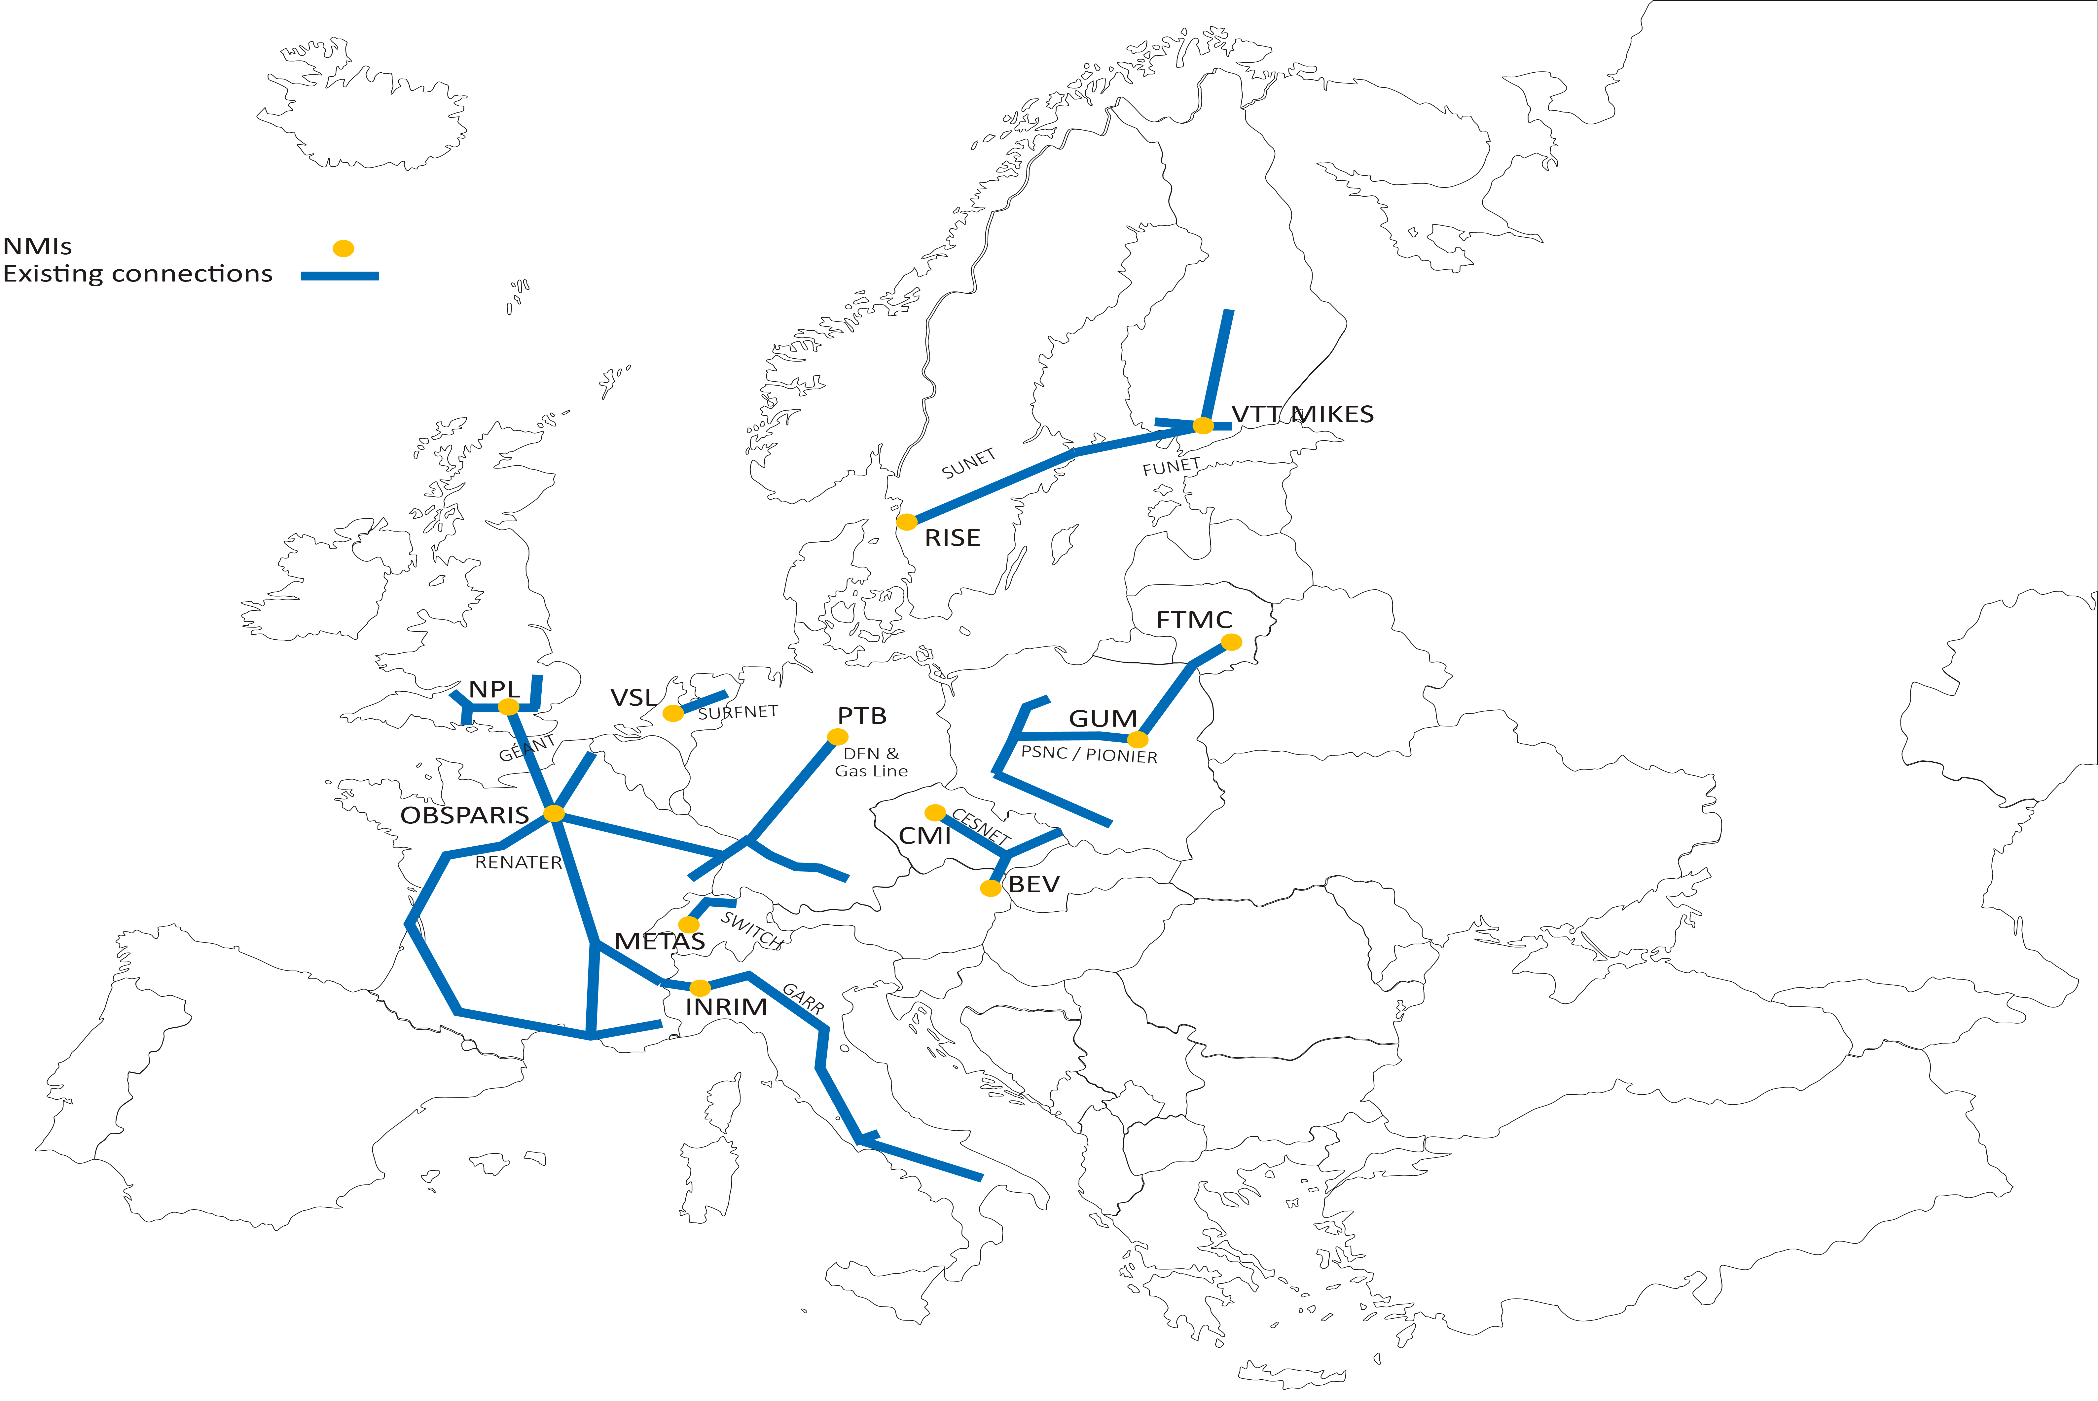 NMIs
Existing connections
VTT MIKES
SUNET
FUNET
RISE
FTMC
NPL
VSL
SURFNET
PTB
GUM
GÉANT
DFN &
Gas Line
PSNC / PIONIER
OBSPARIS
CESNET
CMI
RENATER
BEV
SWITCH
METAS
GARR
INRIM